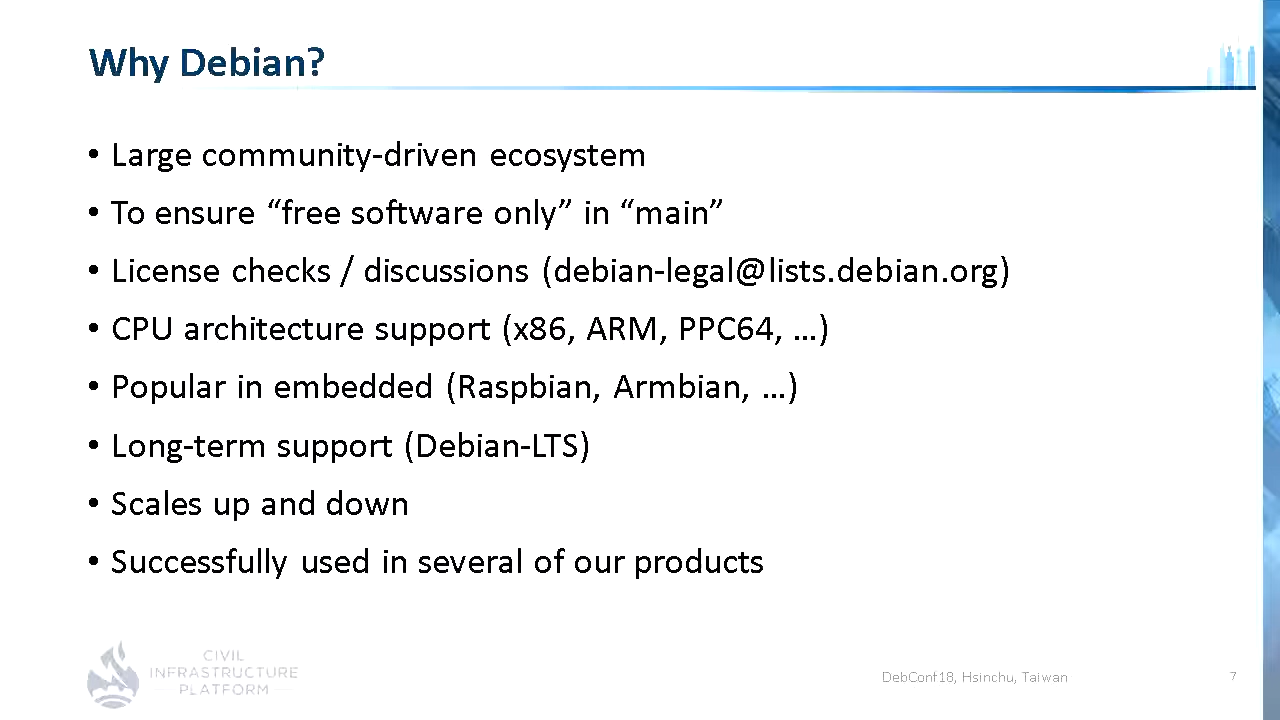 Why Debian?
• Large community-driven ecosystem
• To ensure “free software only” in “main”
• License checks / discussions (debian-legal@lists.debian.org)
• CPU architecture support (x86, ARM, PPC64, …)
• Popular in embedded (Raspbian, Armbian, …)
• Long-term support (Debian-LTS)
• Scales up and down
• Successfully used in several of our products
CIVIL
INFRASTRUCTURE
PLATFORM
DebConf18, Hsinchu, Taiwan
7